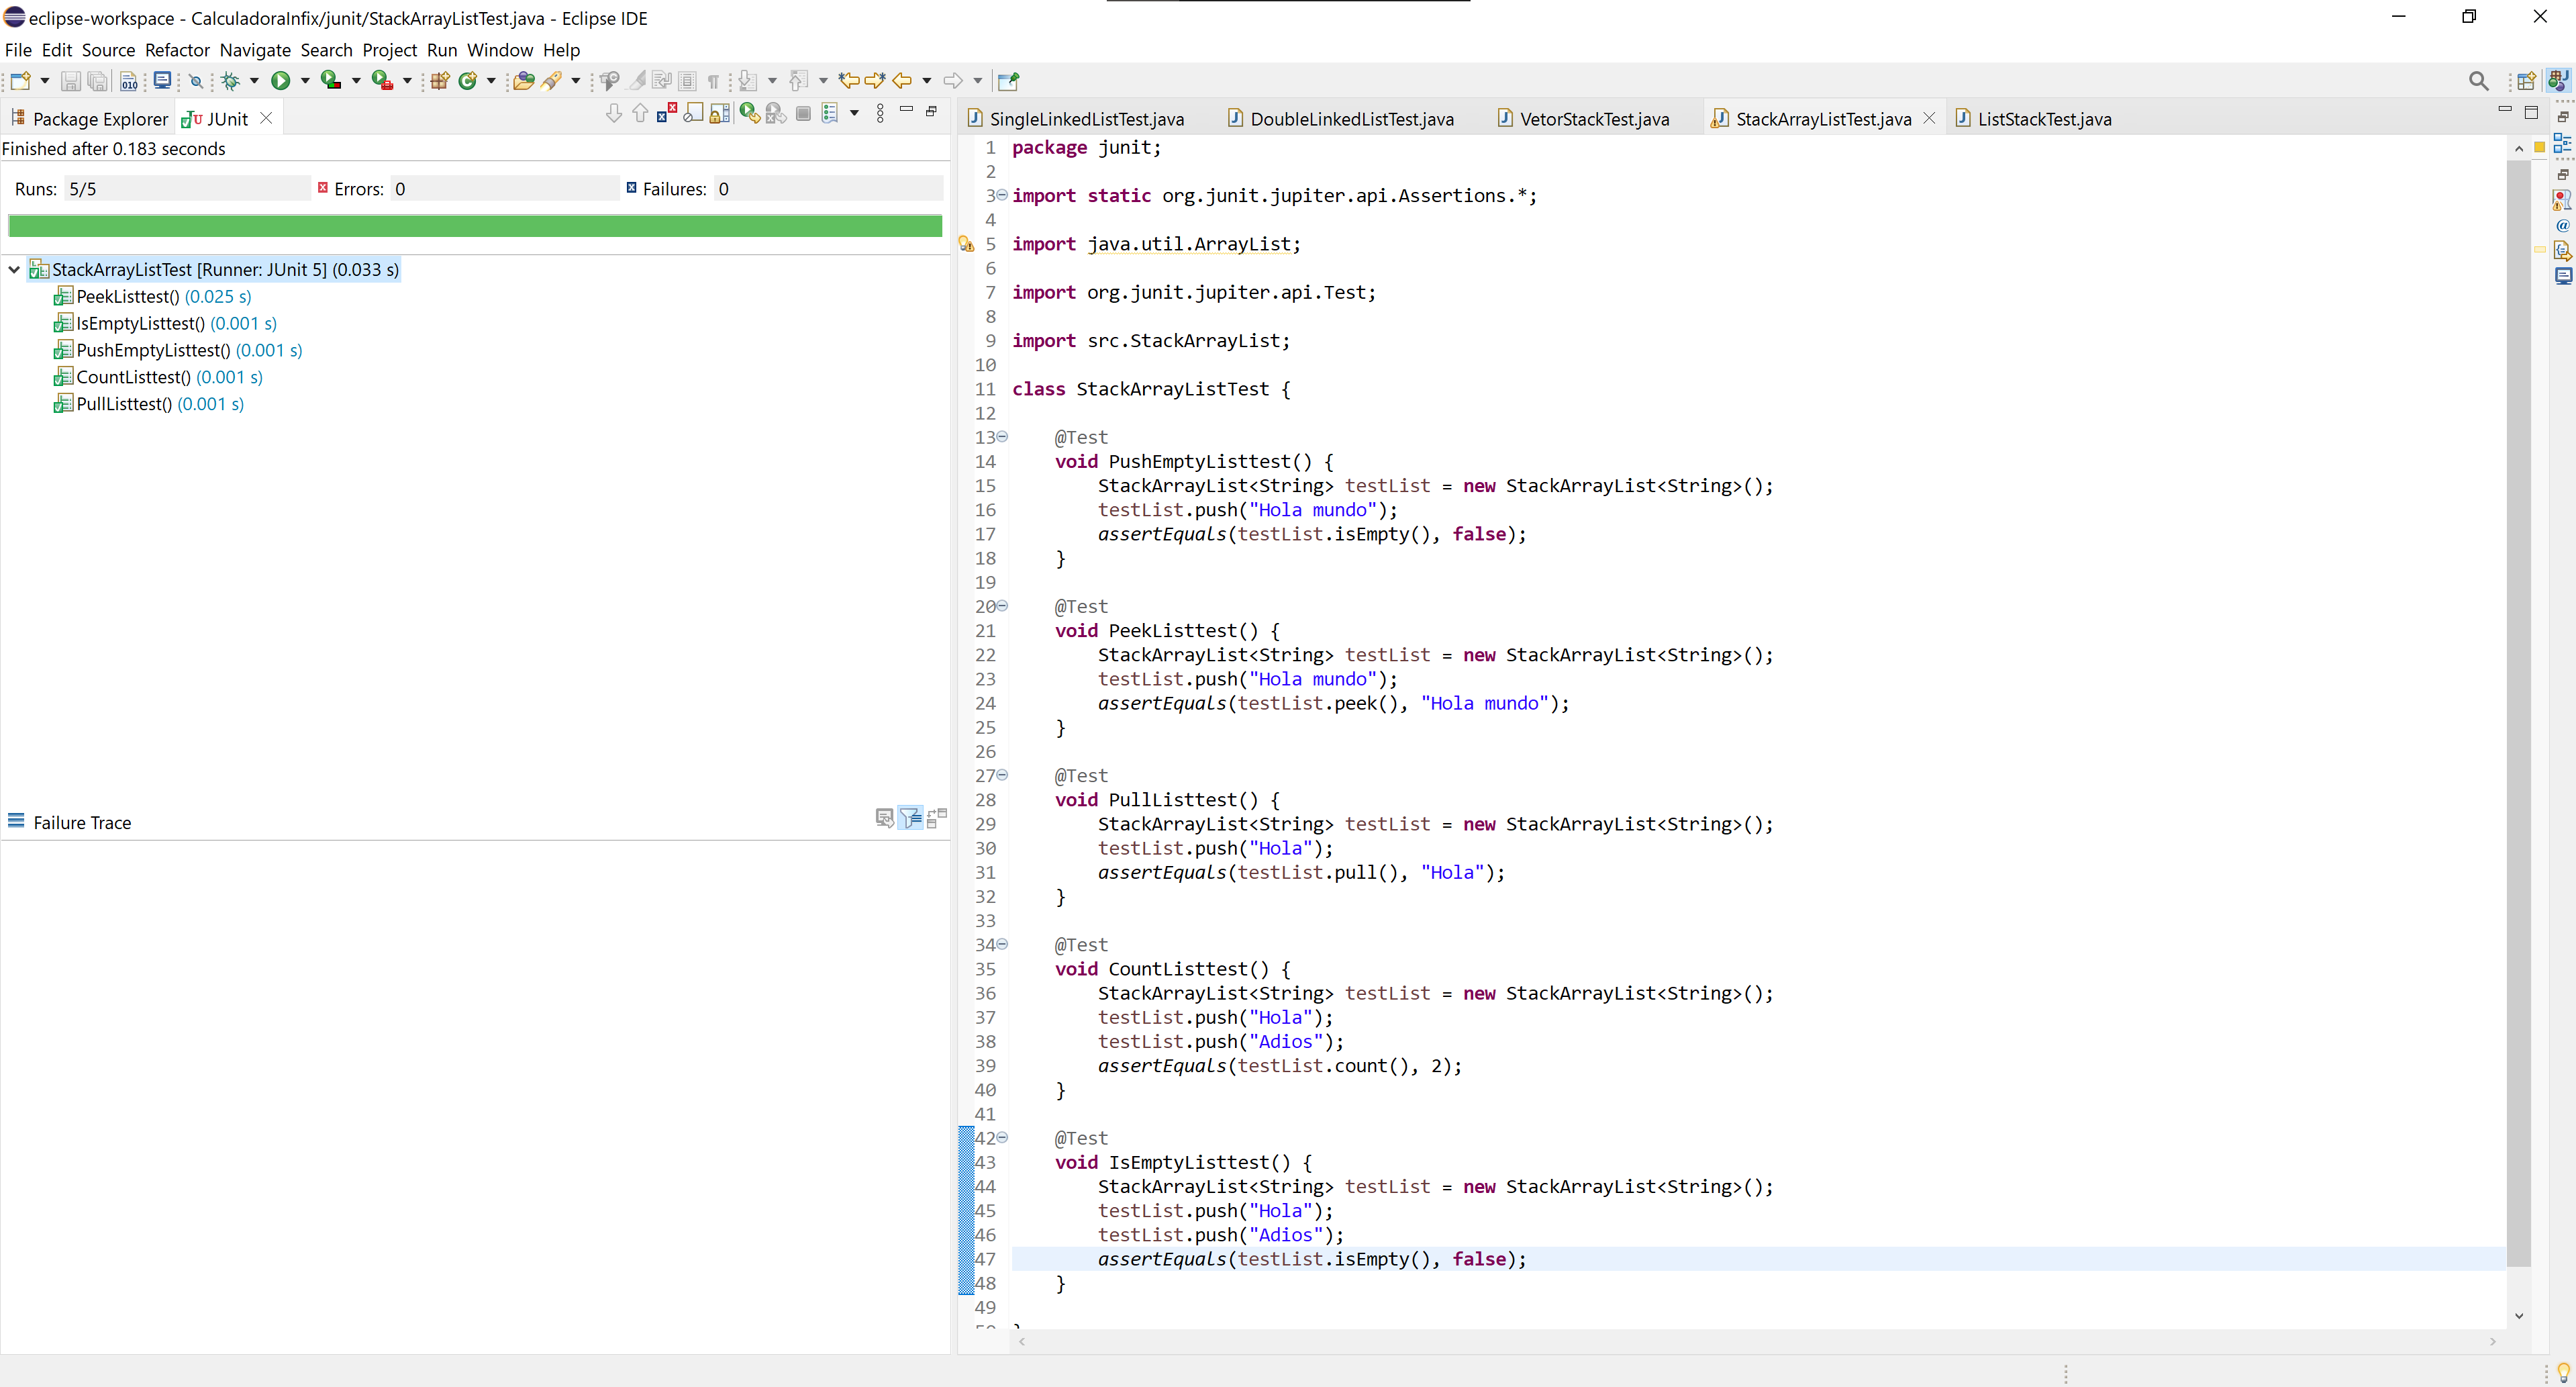 eclipse-workspace - CalculadoraInfix/junit/StackArrayListTest.java - Eclipse IDE
File Edit Source Refactor Navigate Search Project Run Window Help
Package Explorer JUnit
Finished after 0.183 seconds
Runs: 5/5 Errors: 0 Failures: 0
StackArrayListTest [Runner: JUnit 5] (0.033 s)
PeekListtest() (0.025 s)
IsEmptyListtest() (0.001 s)
PushEmptyListtest() (0.001 s)
CountListtest() (0.001 s)
PullListtest() (0.001 s)
Failure Trace
SingleLinkedListTest.java DoubleLinkedListTest.java VetorStackTest.java StackArrayListTest.java ListStackTest.java
1 package junit;
2
3 import static org.junit.jupiter.api.Assertions.*;
4
5 import java.util.ArrayList;
6
7 import org.junit.jupiter.api.Test;
8
9 import src.StackArrayList;
10
11 class StackArrayListTest {
12
13 @Test
14 void PushEmptyListtest() {
15 StackArrayList<String> testList = new StackArrayList<String>();
16 testList.push("Hola mundo");
17 assertEquals(testList.isEmpty(), false);
18 }
19
20 @Test
21 void PeekListtest() {
22 StackArrayList<String> testList = new StackArrayList<String>();
23 testList.push("Hola mundo");
24 assertEquals(testList.peek(), "Hola mundo");
25 }
26
27 @Test
28 void PullListtest() {
29 StackArrayList<String> testList = new StackArrayList<String>();
30 testList.push("Hola");
31 assertEquals(testList.pull(), "Hola");
32 }
33
34 @Test
35 void CountListtest() {
36 StackArrayList<String> testList = new StackArrayList<String>();
37 testList.push("Hola");
38 testList.push("Adios");
39 assertEquals(testList.count(), 2);
40 }
41
42 @Test
43 void IsEmptyListtest() {
44 StackArrayList<String> testList = new StackArrayList<String>();
45 testList.push("Hola");
46 testList.push("Adios");
47 assertEquals(testList.isEmpty(), false);
48 }
49